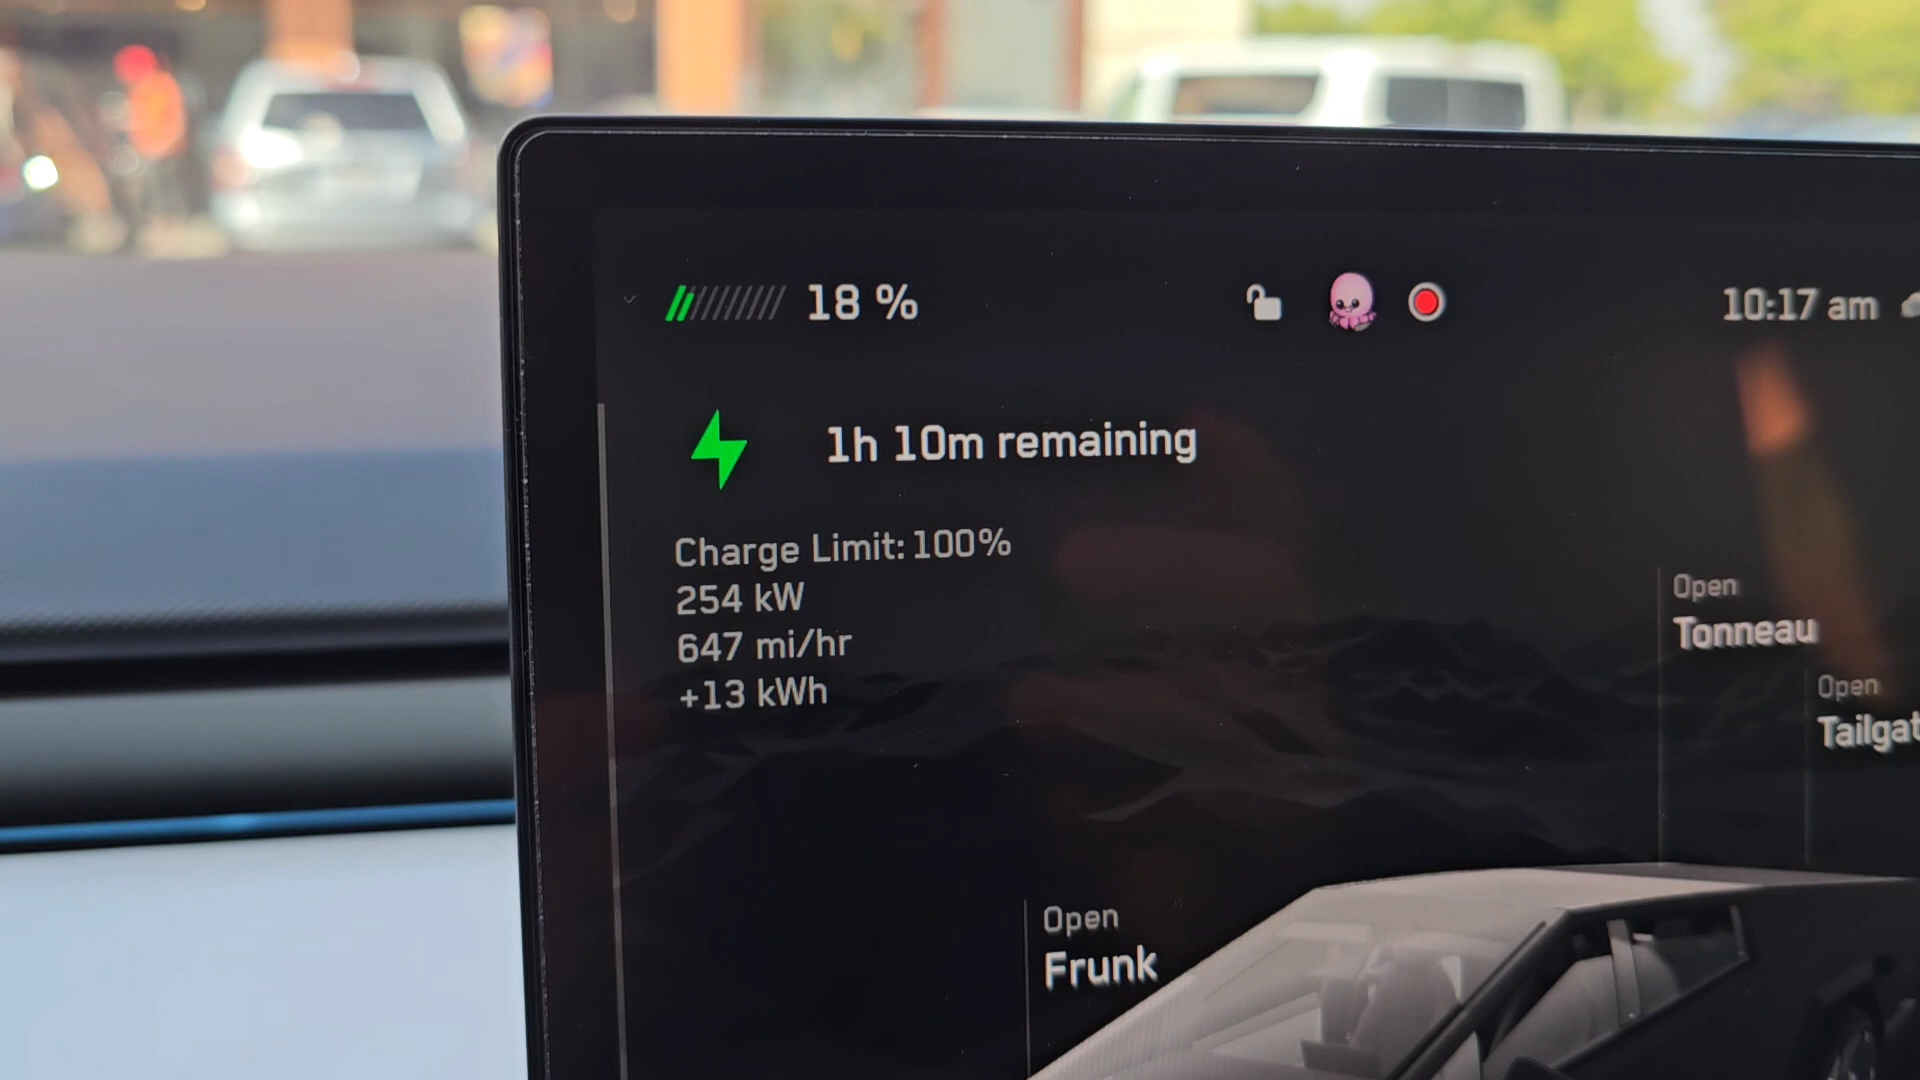 18 %
10:17 am
1h 10m remaining
Charge Limit: 100%
254 kW
647 mi/hr
+13 kWh
Open
Tonneau
Open
Tailgat
Open
Frunk